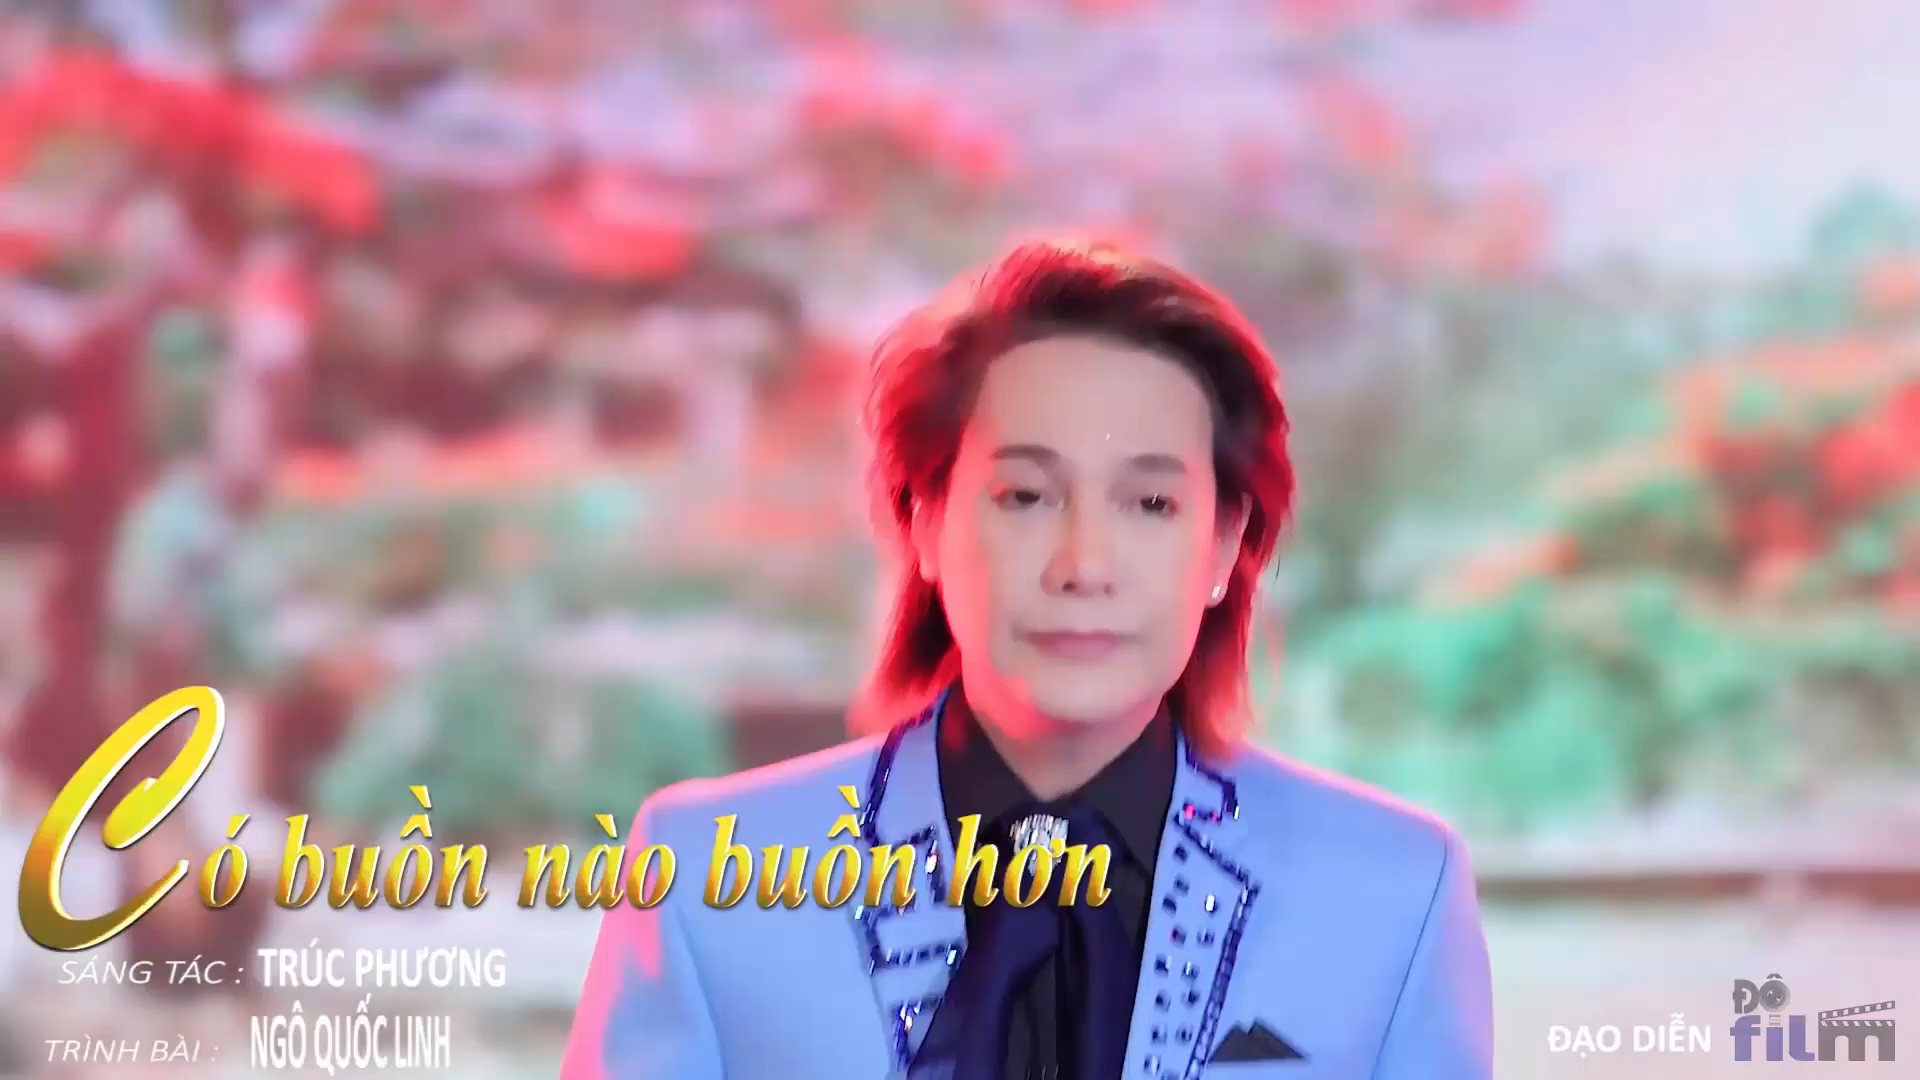 Có buồn nào buồn hơn
SÁNG TÁC : TRÚC PHƯƠNG
TRÌNH BÀI : NGÔ QUỐC LINH
ĐẠO DIỄN ĐÔ film